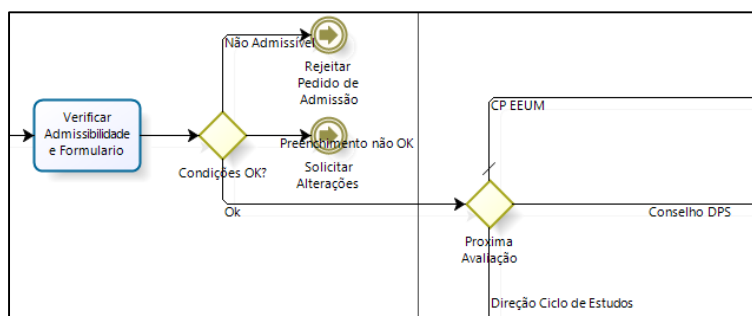 Não Admissível
Rejeitar
Pedido de
Admissão
CP EEUM
Verificar
Admissibilidade
e Formulario
Condições OK?
Preenchimento não OK
Solicitar
Alterações
Ok
Conselho DPS
Proxima
Avaliação
Direção Ciclo de Estudos